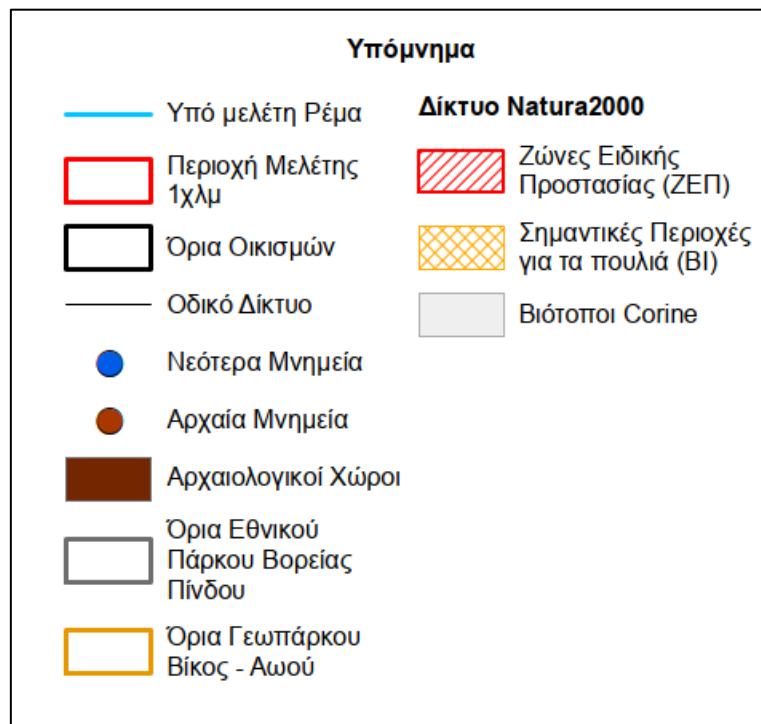 Υπόμνημα
Υπό μελέτη Ρέμα
Περιοχή Μελέτης
1χλμ
Όρια Οικισμών
Οδικό Δίκτυο
Νεότερα Μνημεία
Αρχαία Μνημεία
Αρχαιολογικοί Χώροι
Όρια Εθνικού
Πάρκου Βορείας
Πίνδου
Όρια Γεωπάρκου
Βίκος - Αωού
Δίκτυο Natura2000
Ζώνες Ειδικής
Προστασίας (ΖΕΠ)
Σημαντικές Περιοχές
για τα πουλιά (ΒΙ)
Βιότοποι Corine